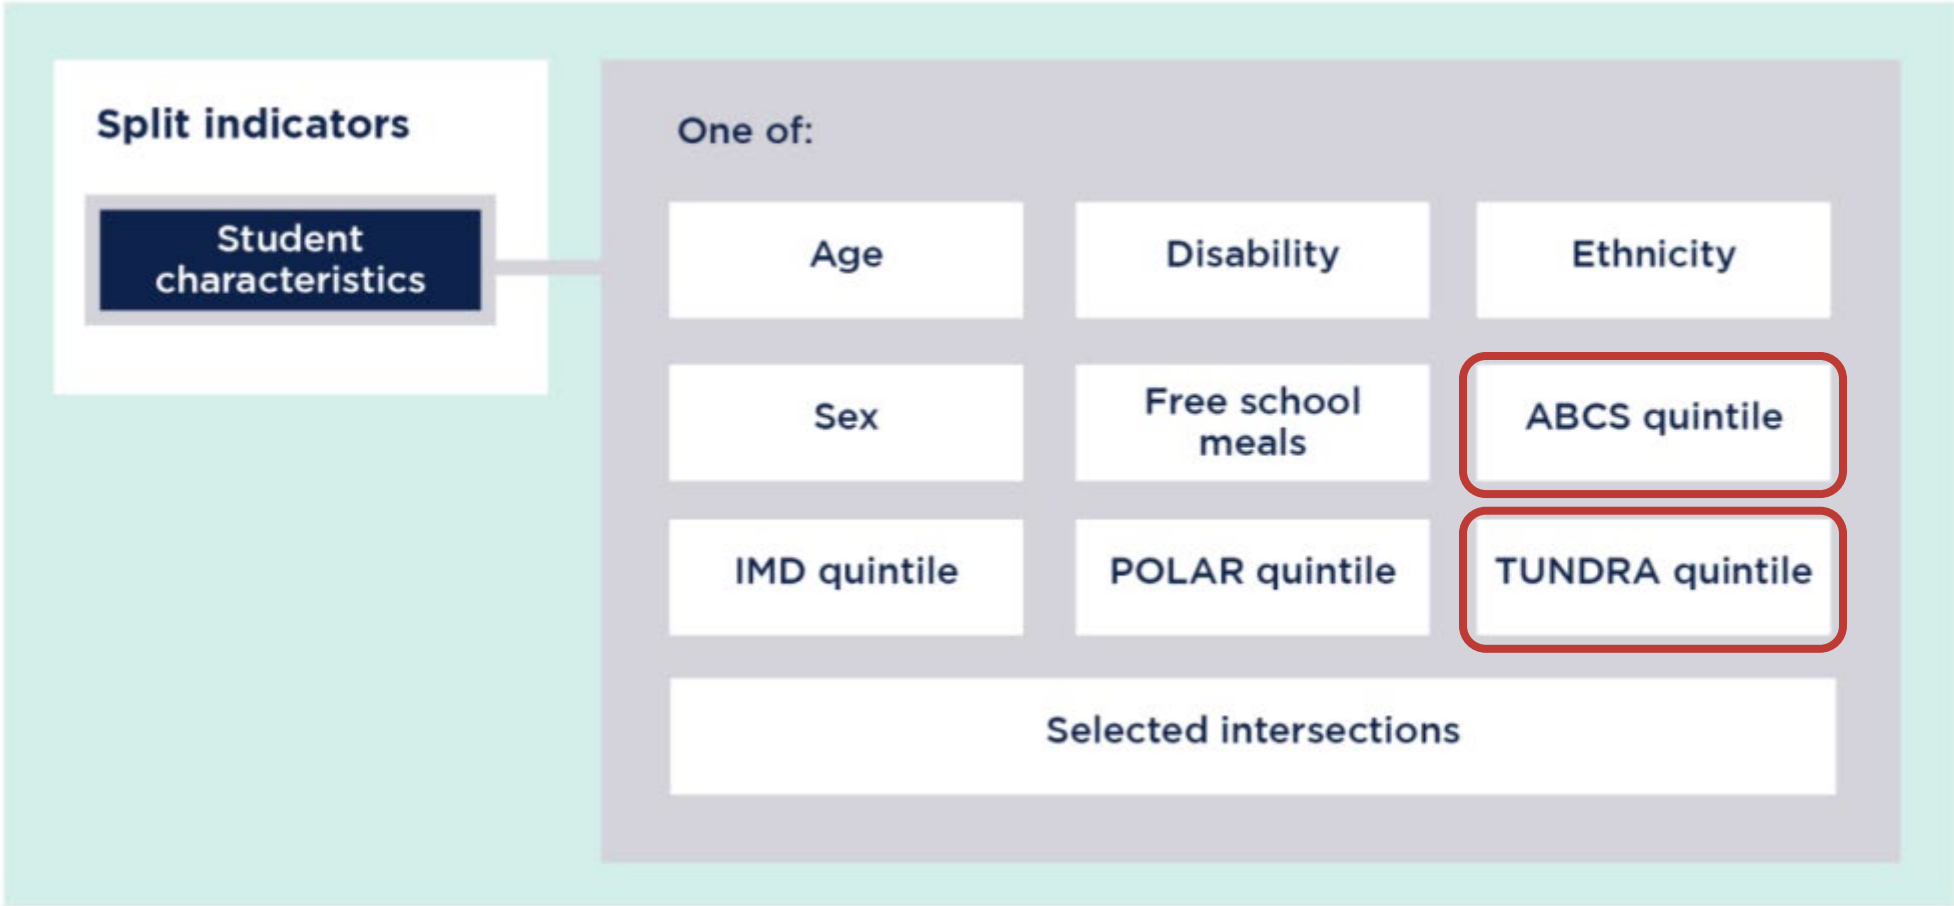 Split indicators
Student
characteristics
One of:
Age
Disability
Ethnicity
Sex
Free school
meals
ABCS quintile
IMD quintile
POLAR quintile
TUNDRA quintile
Selected intersections